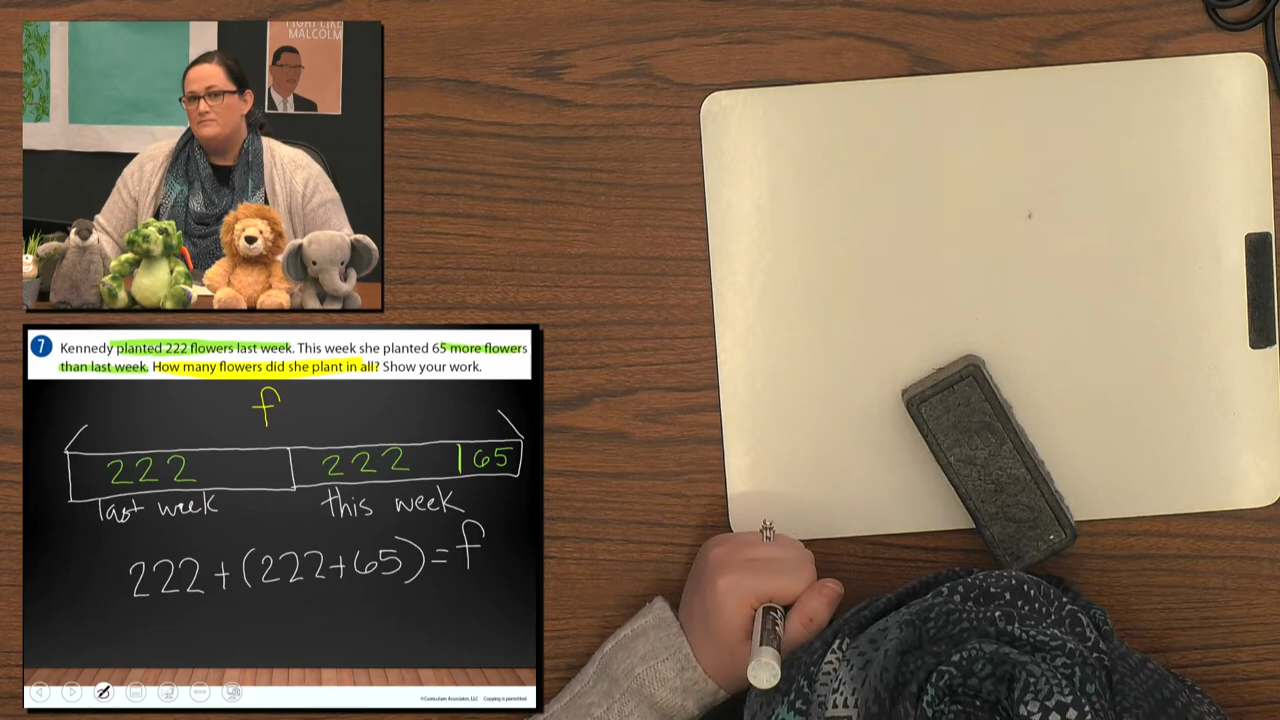 FIGHT LIKE
MALCOLM
7 Kennedy planted 222 flowers last week. This week she planted 65 more flowers
than last week. How many flowers did she plant in all? Show your work.
f
222 222 65
last week this week
222+(222+65)=f
©Curriculum Associates, LLC Copying is permitted.